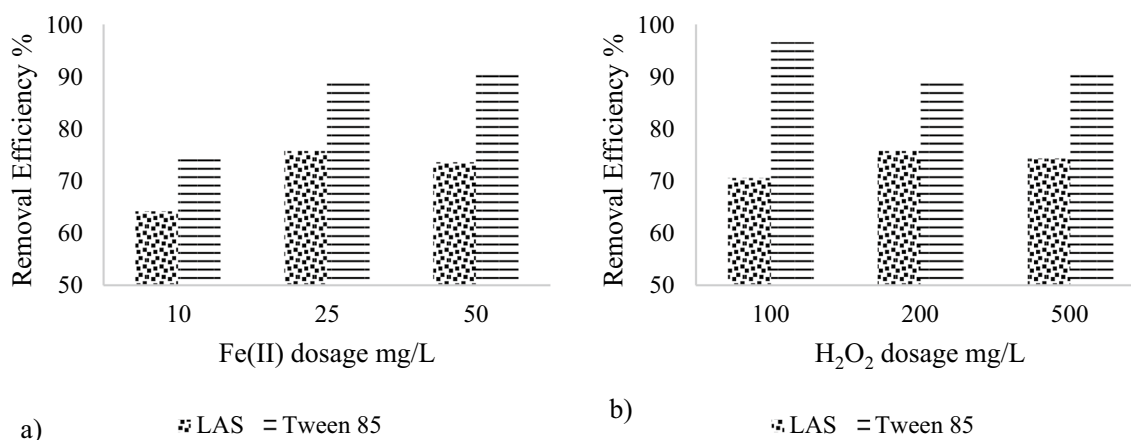 Removal Efficiency %
100
90
80
70
60
50
10 25 50
Fe(II) dosage mg/L
a)
LAS Tween 85
Removal Efficiency %
100
90
80
70
60
50
100 200 500
H₂O₂ dosage mg/L
b)
LAS Tween 85